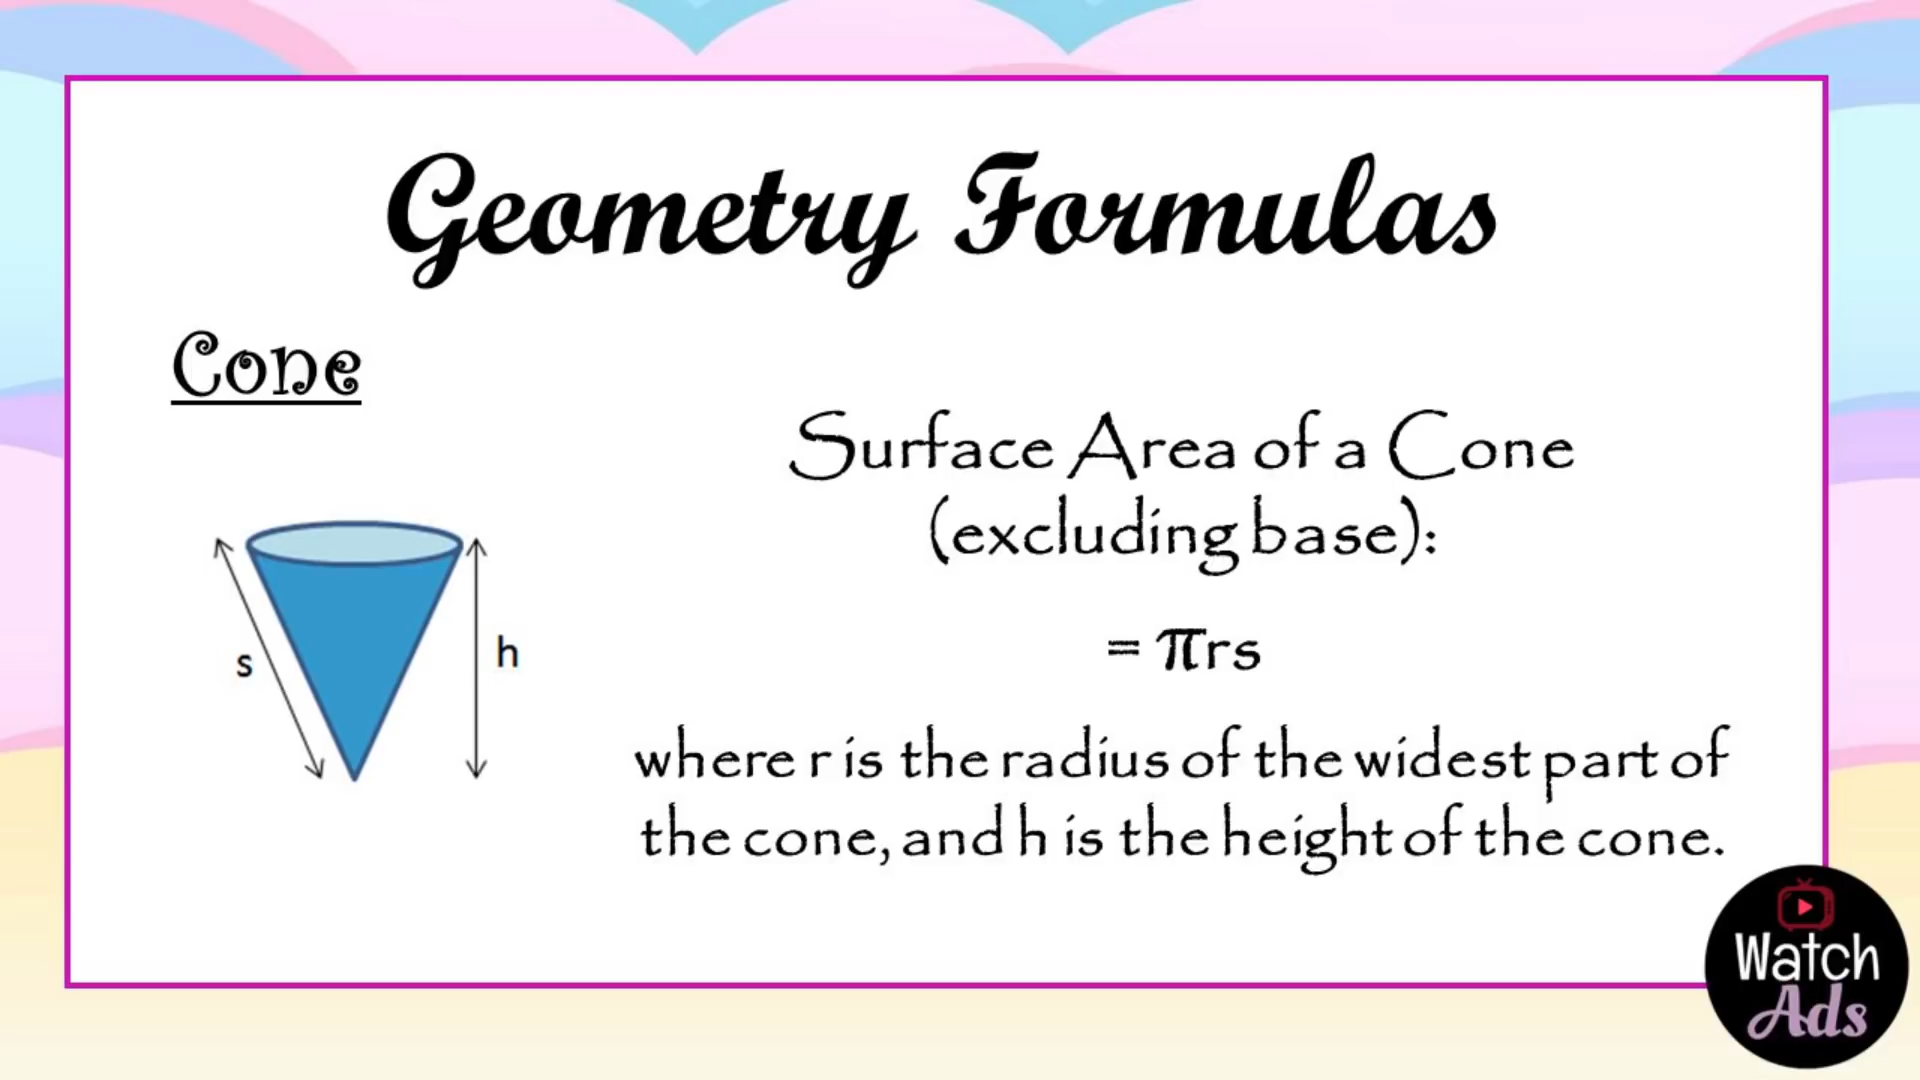 Geometry Formulas
Cone
Surface Area of a Cone
(excluding base):
= πrs
s
h
where r is the radius of the widest part of
the cone, and h is the height of the cone.
Watch
Ads